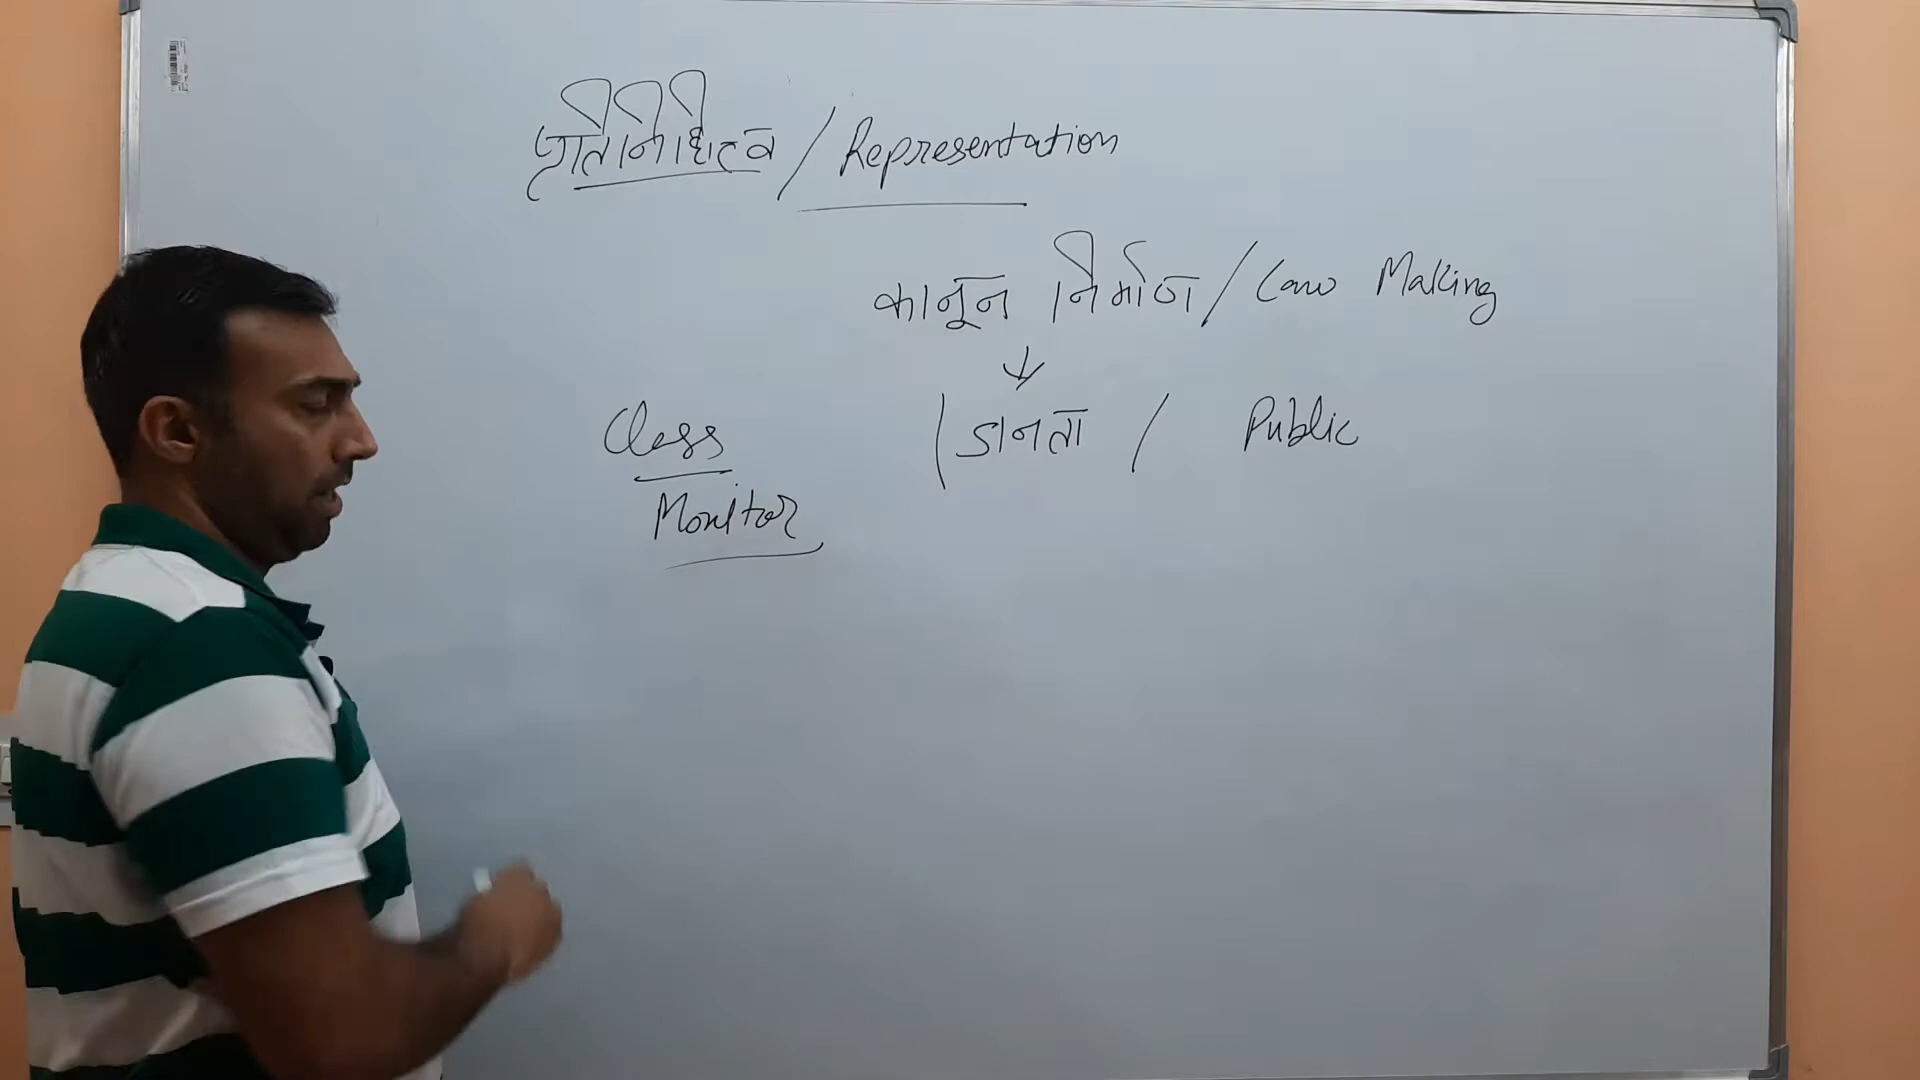 प्रतिनिधित्व / Representation
कानून निर्माण / Law Making
जनता / Public
Class
Monitor